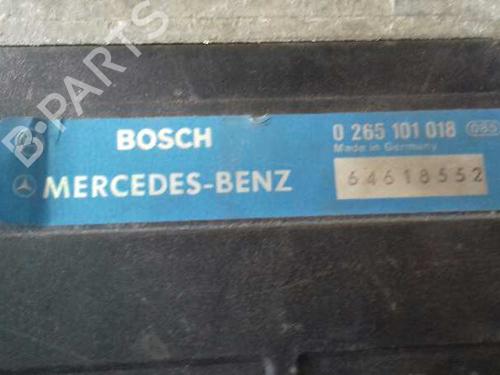 BOSCH
0 265 101 018
Made in Germany
MERCEDES-BENZ
64618552
B-PARTS